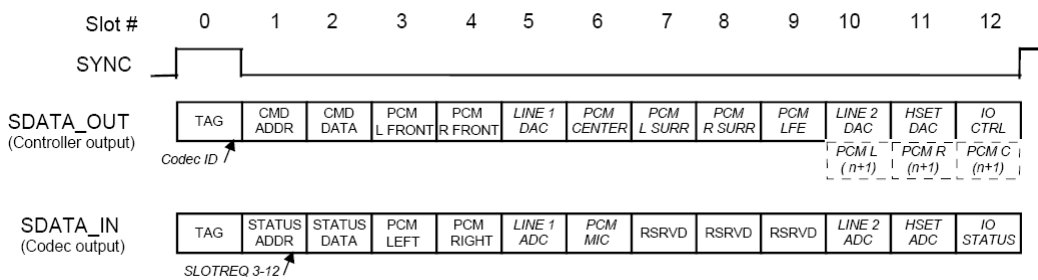 Slot # 0 1 2 3 4 5 6 7 8 9 10 11 12
SYNC
SDATA_OUT
(Controller output)
TAG
CMD ADDR
CMD DATA
PCM L FRONT
PCM R FRONT
LINE 1 DAC
PCM CENTER
PCM L SURR
PCM R SURR
PCM LFE
LINE 2 DAC
HSET DAC
IO CTRL
Codec ID
PCM L ( n+1)
PCM R (n+1)
PCM C (n+1)
SDATA_IN
(Codec output)
TAG
STATUS ADDR
STATUS DATA
PCM LEFT
PCM RIGHT
LINE 1 ADC
PCM MIC
RSRVD
RSRVD
RSRVD
LINE 2 ADC
HSET ADC
IO STATUS
SLOTREQ 3-12